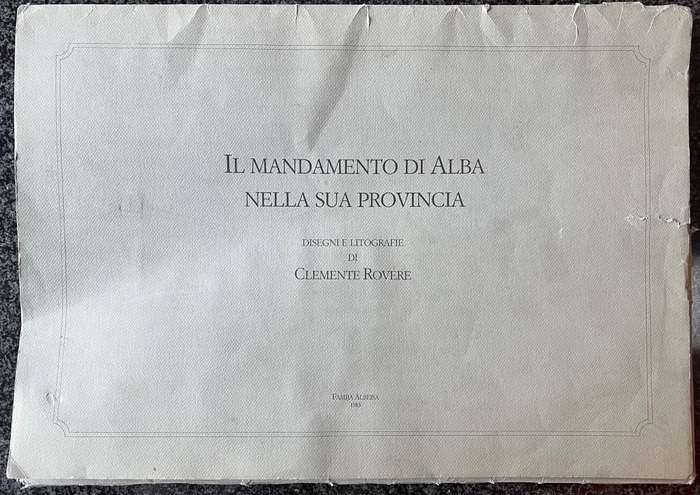 IL MANDAMENTO DI ALBA
NELLA SUA PROVINCIA
DISEGNI E LITOGRAFIE
DI
CLEMENTE ROVERE
FAMIJA ALBEISA